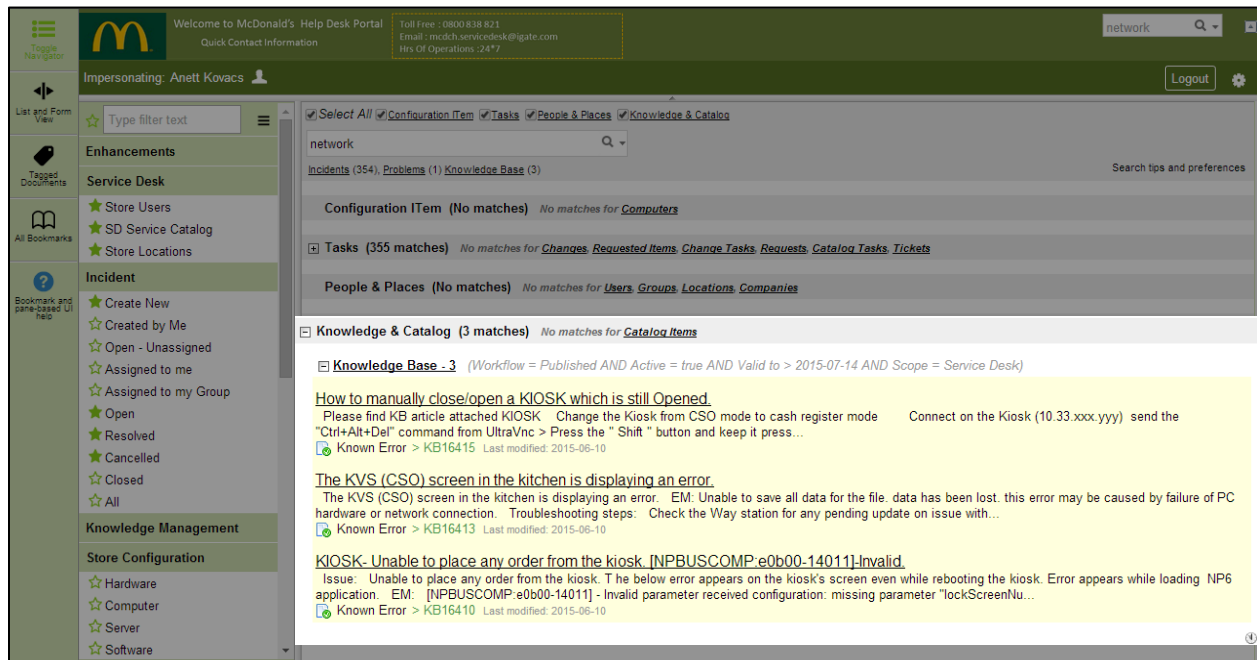 Toggle Navigator
List and Form View
Tagged Documents
All Bookmarks
Bookmark and pane-based UI help
Welcome to McDonald's Help Desk Portal
Quick Contact Information
Toll Free : 0800 838 821
Email : mcdch.servicedesk@igate.com
Hrs Of Operations :24*7
network
Impersonating: Anett Kovacs
Logout
Type filter text
Enhancements
Service Desk
Store Users
SD Service Catalog
Store Locations
Incident
Create New
Created by Me
Open - Unassigned
Assigned to me
Assigned to my Group
Open
Resolved
Cancelled
Closed
All
Knowledge Management
Store Configuration
Hardware
Computer
Server
Software
Select All Configuration ITem Tasks People & Places Knowledge & Catalog
network
Incidents (354), Problems (1) Knowledge Base (3)
Search tips and preferences
Configuration ITem (No matches) No matches for Computers
Tasks (355 matches) No matches for Changes, Requested Items, Change Tasks, Requests, Catalog Tasks, Tickets
People & Places (No matches) No matches for Users, Groups, Locations, Companies
Knowledge & Catalog (3 matches) No matches for Catalog Items
Knowledge Base - 3 (Workflow = Published AND Active = true AND Valid to > 2015-07-14 AND Scope = Service Desk)
How to manually close/open a KIOSK which is still Opened.
Please find KB article attached KIOSK Change the Kiosk from CSO mode to cash register mode Connect on the Kiosk (10.33.xxx.yyy) send the
"Ctrl+Alt+Del" command from UltraVnc > Press the " Shift " button and keep it press...
Known Error > KB16415 Last modified: 2015-06-10
The KVS (CSO) screen in the kitchen is displaying an error.
The KVS (CSO) screen in the kitchen is displaying an error. EM: Unable to save all data for the file. data has been lost. this error may be caused by failure of PC
hardware or network connection. Troubleshooting steps: Check the Way station for any pending update on issue with...
Known Error > KB16413 Last modified: 2015-06-10
KIOSK- Unable to place any order from the kiosk. [NPBUSCOMP:e0b00-14011]-Invalid.
Issue: Unable to place any order from the kiosk. T he below error appears on the kiosk's screen even while rebooting the kiosk. Error appears while loading NP6
application. EM: [NPBUSCOMP:e0b00-14011] - Invalid parameter received configuration: missing parameter "lockScreenNu...
Known Error > KB16410 Last modified: 2015-06-10